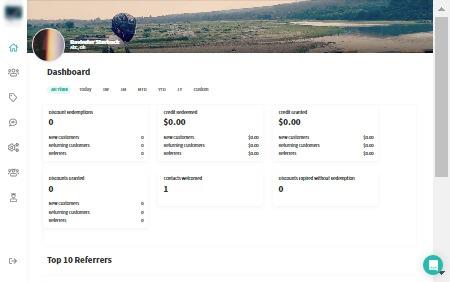 Dashboard
All Time Today 1W 1M MTD YTD 1Y Custom
Discount Redemptions
0
New Customers 0
Returning Customers 0
Referrers 0
Credit Redeemed
$0.00
New Customers $0.00
Returning Customers $0.00
Referrers $0.00
Credit Granted
$0.00
New Customers $0.00
Returning Customers $0.00
Referrers $0.00
Discounts Granted
0
New Customers 0
Returning Customers 0
Referrers 0
Contacts Welcomed
1
Discounts Expired Without Redemption
0
Top 10 Referrers